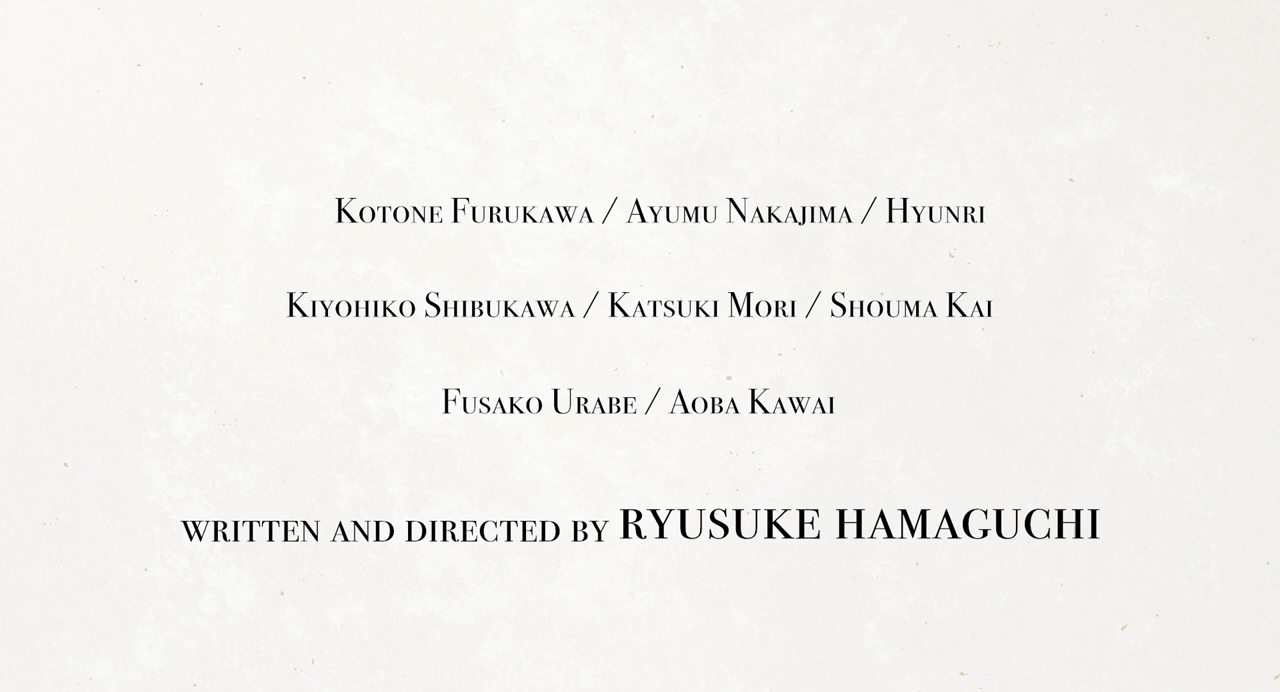 Kotone Furukawa / Ayumu Nakajima / Hyunri
Kiyohiko Shibukawa / Katsuki Mori / Shouma Kai
Fusako Urabe / Aoba Kawai
written and directed by RYUSUKE HAMAGUCHI